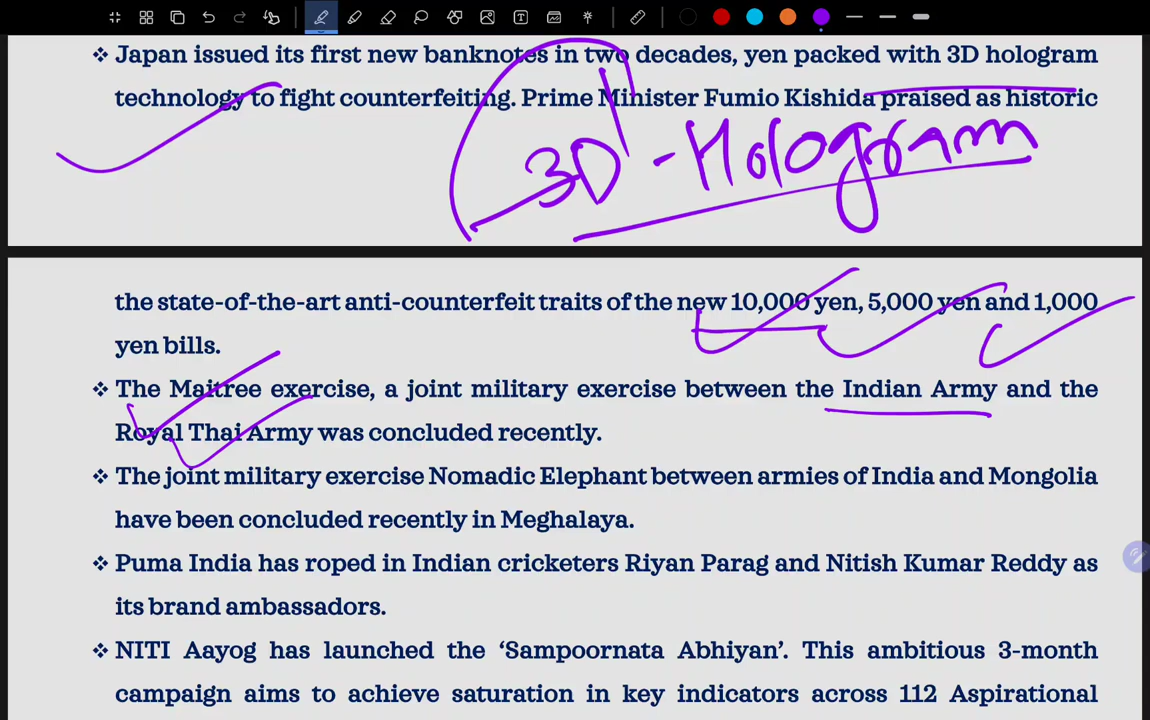 ❖ Japan issued its first new banknotes in two decades, yen packed with 3D hologram
technology to fight counterfeiting. Prime Minister Fumio Kishida praised as historic
3D-Hologram
the state-of-the-art anti-counterfeit traits of the new 10,000 yen, 5,000 yen and 1,000
yen bills.
❖ The Maitree exercise, a joint military exercise between the Indian Army and the
Royal Thai Army was concluded recently.
❖ The joint military exercise Nomadic Elephant between armies of India and Mongolia
have been concluded recently in Meghalaya.
❖ Puma India has roped in Indian cricketers Riyan Parag and Nitish Kumar Reddy as
its brand ambassadors.
❖ NITI Aayog has launched the ‘Sampoornata Abhiyan’. This ambitious 3-month
campaign aims to achieve saturation in key indicators across 112 Aspirational